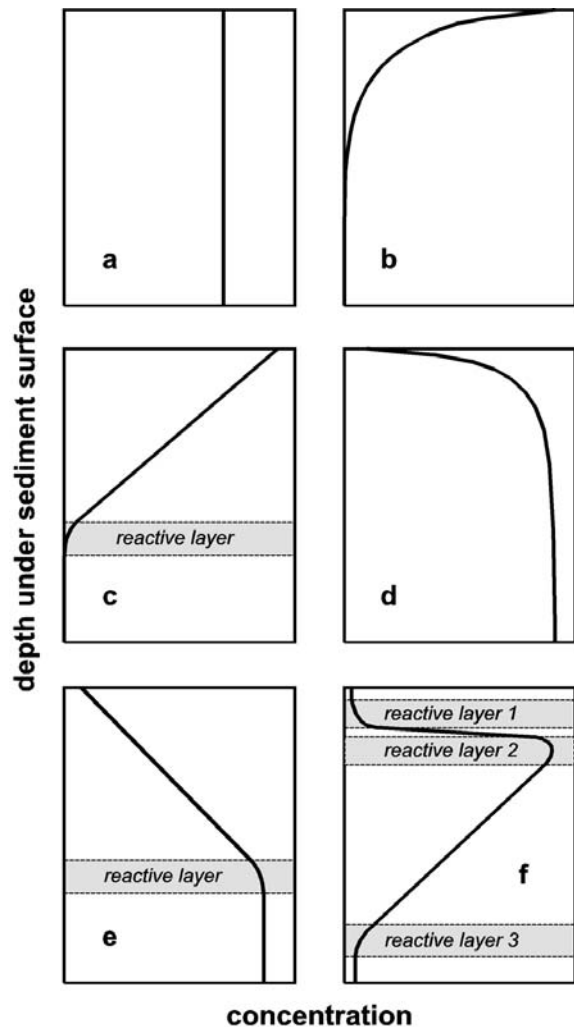 depth under sediment surface
a
b
reactive layer
c
d
reactive layer 1
reactive layer 2
reactive layer
f
e
reactive layer 3
concentration